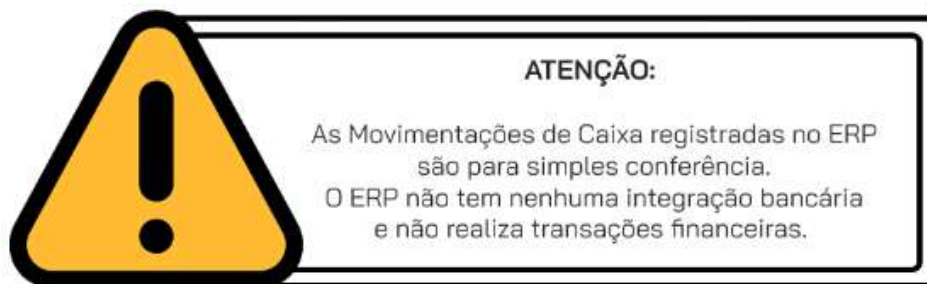 ATENÇÃO:
As Movimentações de Caixa registradas no ERP
são para simples conferência.
O ERP não tem nenhuma integração bancária
e não realiza transações financeiras.